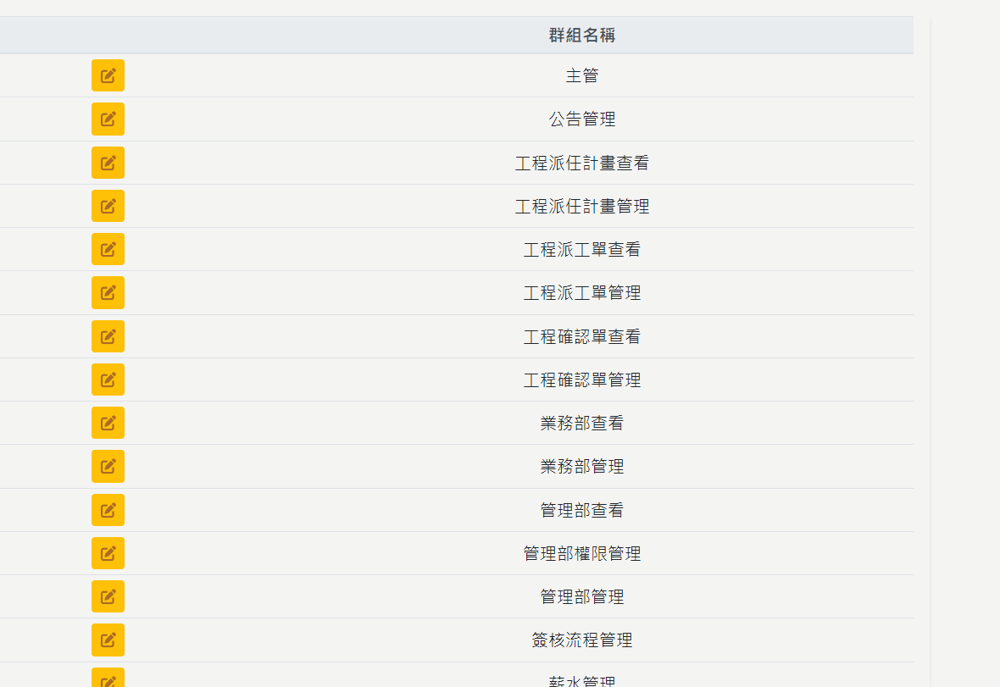 群組名稱
主管
公告管理
工程派任計畫查看
工程派任計畫管理
工程派工單查看
工程派工單管理
工程確認單查看
工程確認單管理
業務部查看
業務部管理
管理部查看
管理部權限管理
管理部管理
簽核流程管理
薪水管理